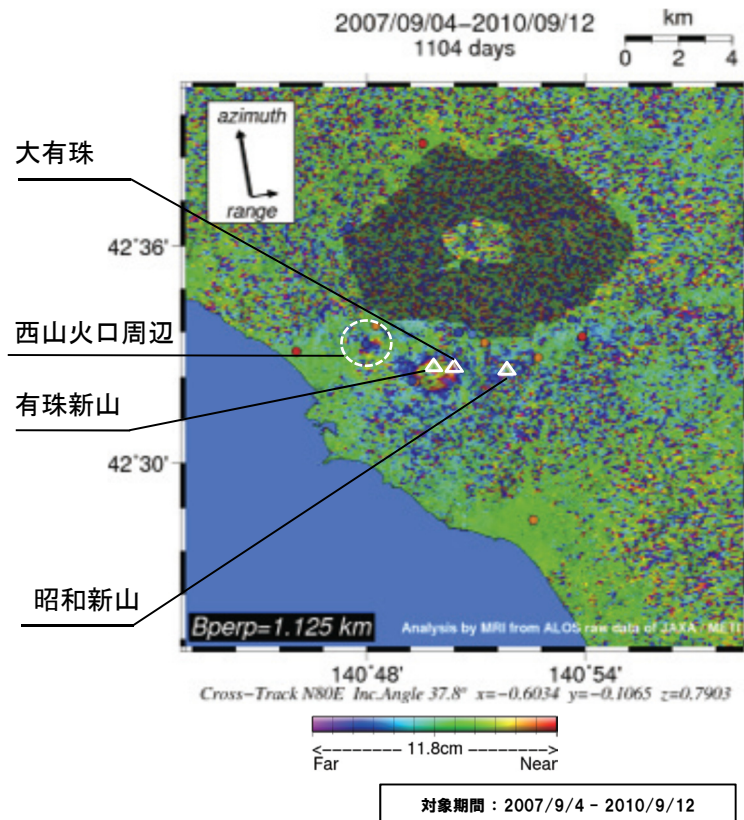 2007/09/04−2010/09/12
1104 days
km
0 2 4
azimuth
range
大有珠
42°36'
西山火口周辺
有珠新山
42°30'
昭和新山
Bperp=1.125 km
Analysis by MRI from ALOS raw data of JAXA / METI
140°48' 140°54'
Cross−Track N80E Inc.Angle 37.8° x=−0.6034 y=−0.1065 z=0.7903
<-------- 11.8cm -------->
Far Near
対象期間：2007/9/4 − 2010/9/12